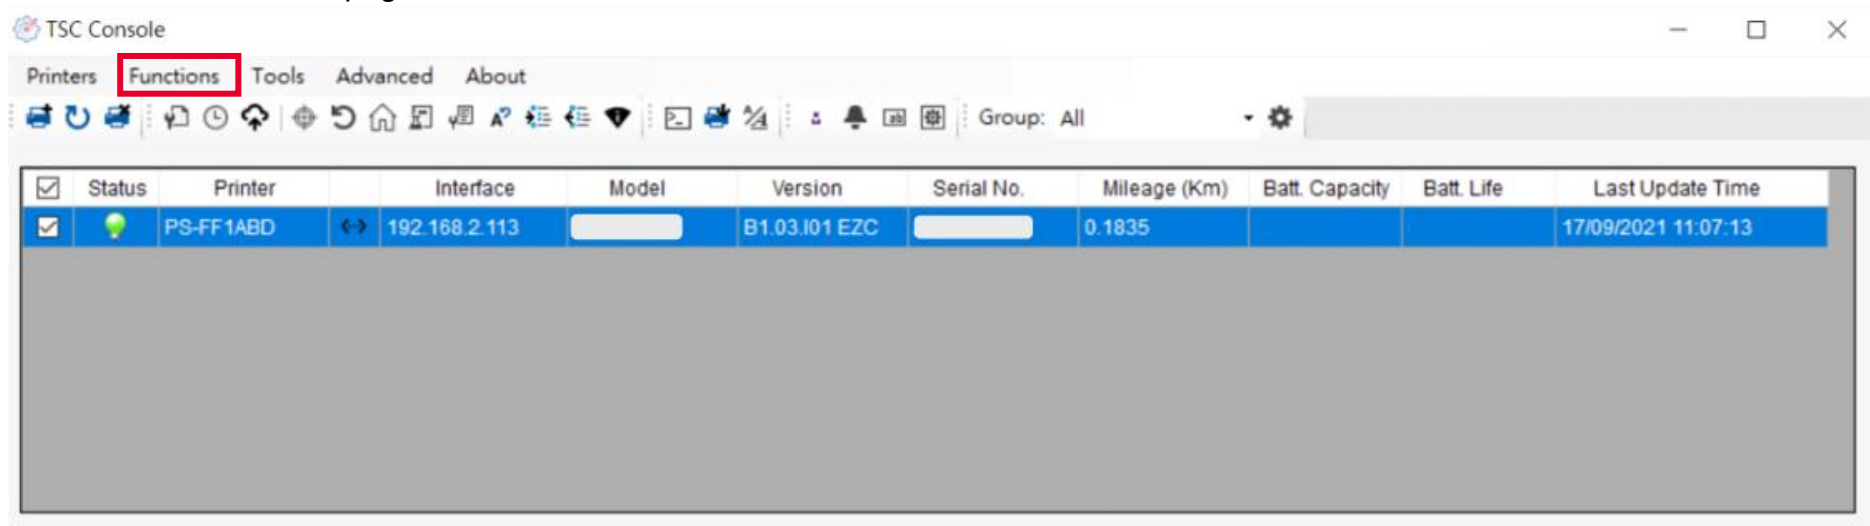 TSC Console
Printers Functions Tools Advanced About
Group: All
Status Printer Interface Model Version Serial No. Mileage (Km) Batt. Capacity Batt. Life Last Update Time
PS-FF1ABD 192.168.2.113 B1.03.I01 EZC 0.1835 17/09/2021 11:07:13